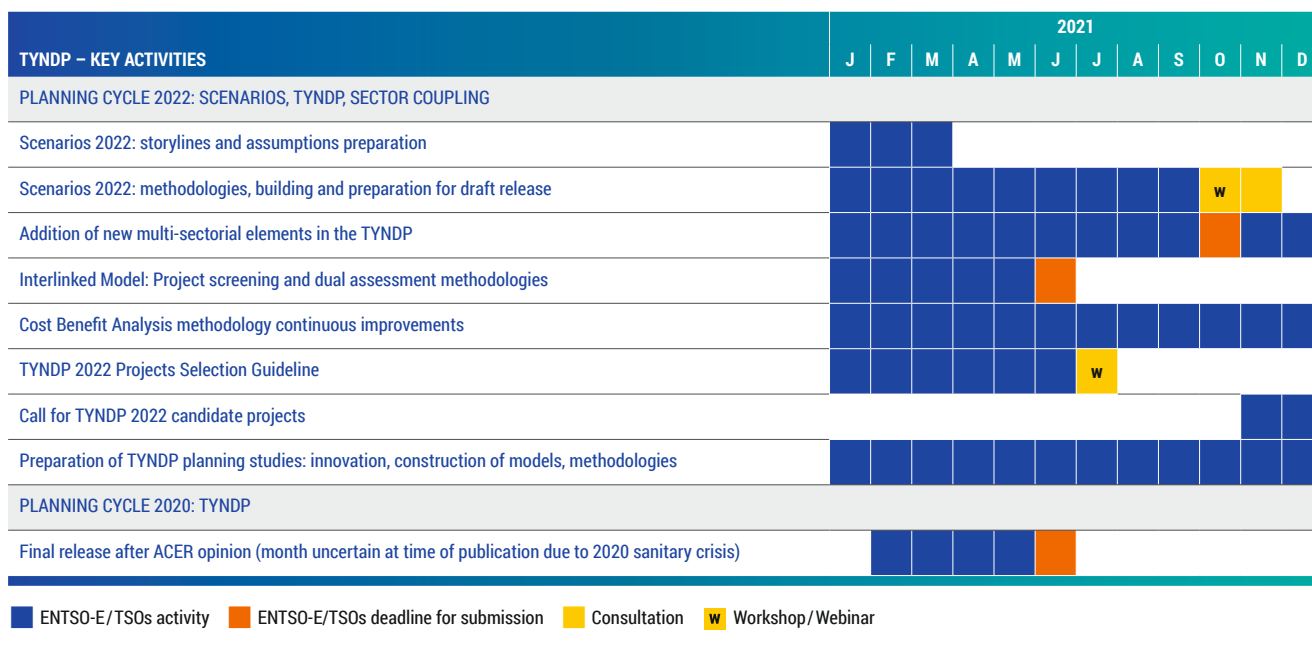 2021
TYNDP – KEY ACTIVITIES J F M A M J J A S O N D
PLANNING CYCLE 2022: SCENARIOS, TYNDP, SECTOR COUPLING
Scenarios 2022: storylines and assumptions preparation
Scenarios 2022: methodologies, building and preparation for draft release W
Addition of new multi-sectorial elements in the TYNDP
Interlinked Model: Project screening and dual assessment methodologies
Cost Benefit Analysis methodology continuous improvements
TYNDP 2022 Projects Selection Guideline W
Call for TYNDP 2022 candidate projects
Preparation of TYNDP planning studies: innovation, construction of models, methodologies
PLANNING CYCLE 2020: TYNDP
Final release after ACER opinion (month uncertain at time of publication due to 2020 sanitary crisis)
ENTSO-E/TSOs activity ENTSO-E/TSOs deadline for submission Consultation W Workshop/Webinar